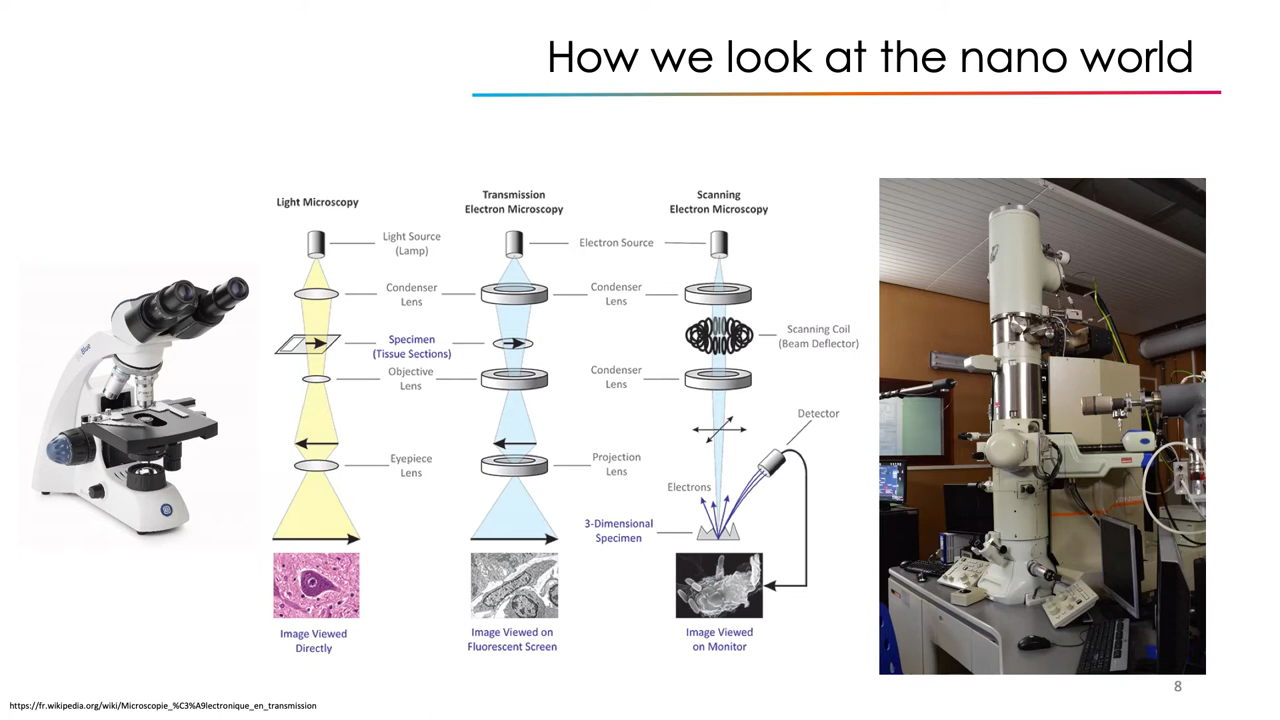 How we look at the nano world
Light Microscopy
Transmission
Electron Microscopy
Scanning
Electron Microscopy
Light Source
(Lamp)
Electron Source
Condenser
Lens
Condenser
Lens
Specimen
(Tissue Sections)
Scanning Coil
(Beam Deflector)
Objective
Lens
Condenser
Lens
Detector
Eyepiece
Lens
Projection
Lens
Electrons
3-Dimensional
Specimen
Image Viewed
Directly
Image Viewed on
Fluorescent Screen
Image Viewed
on Monitor
Blue
8
https://fr.wikipedia.org/wiki/Microscopie_%C3%A9lectronique_en_transmission